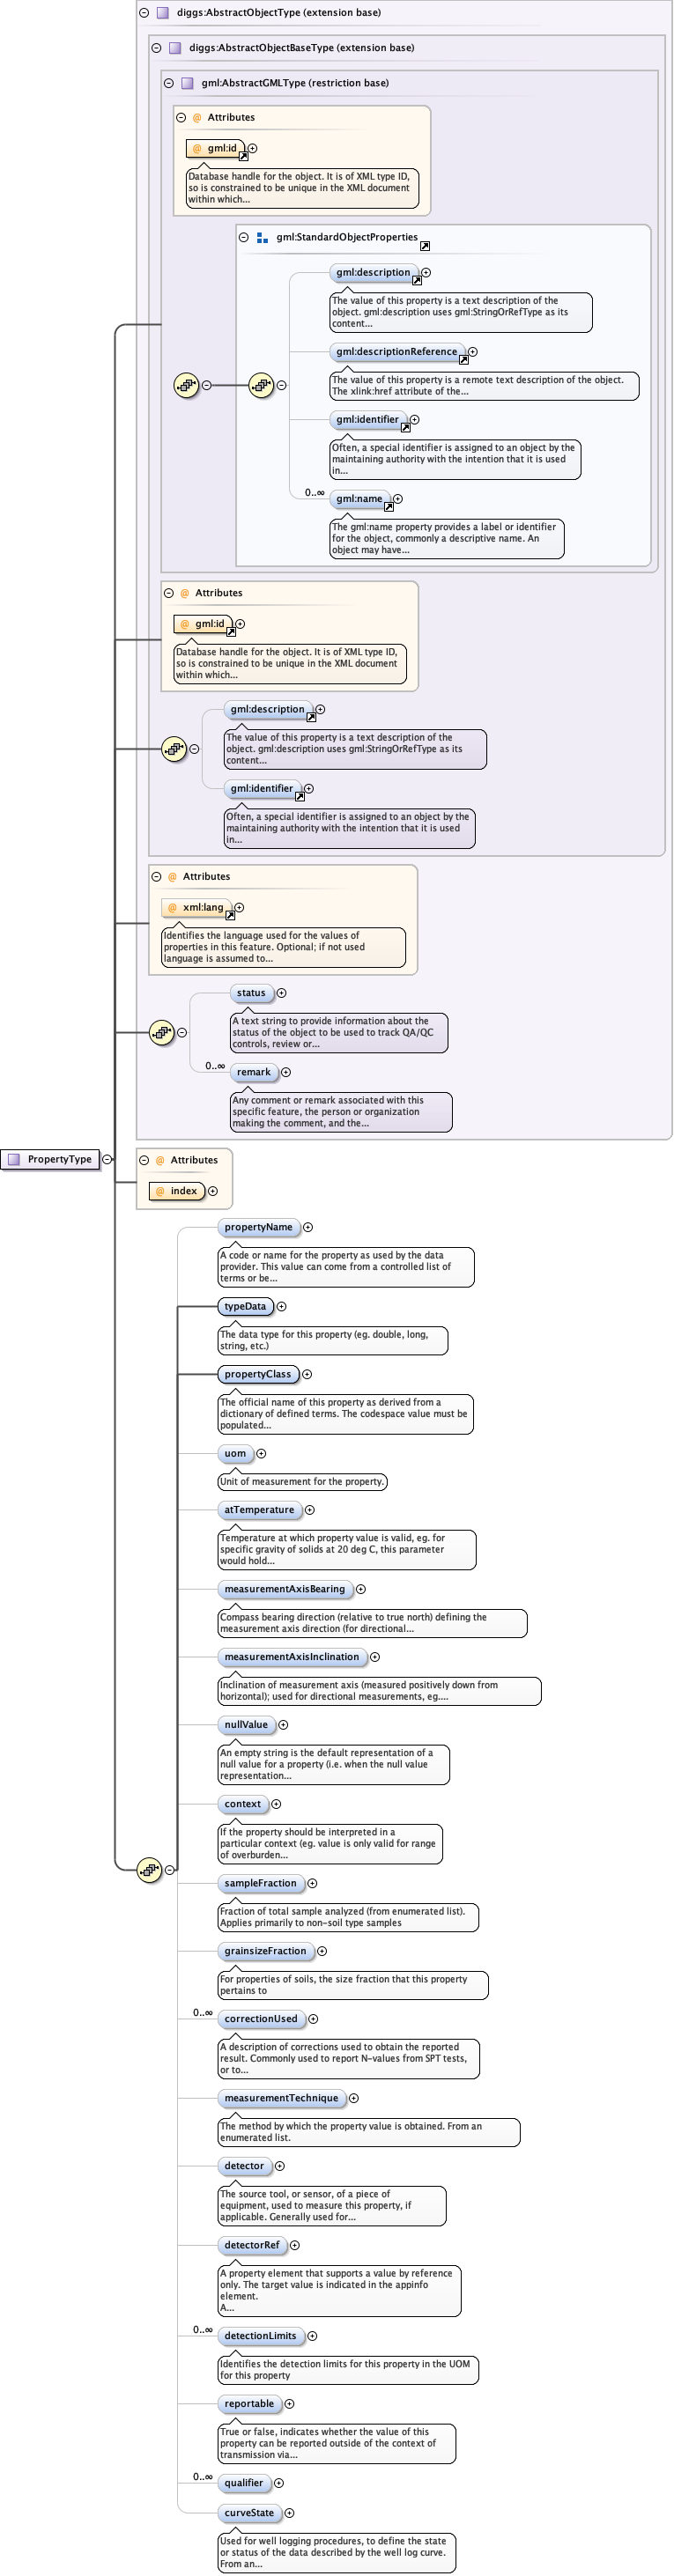 diggs:AbstractObjectType (extension base)
diggs:AbstractObjectBaseType (extension base)
gml:AbstractGMLType (restriction base)
@ Attributes
@ gml:id
Database handle for the object. It is of XML type ID,
so is constrained to be unique in the XML document
within which...
gml:StandardObjectProperties
gml:description
The value of this property is a text description of the
object. gml:description uses gml:StringOrRefType as its
content...
gml:descriptionReference
The value of this property is a remote text description of the object.
The xlink:href attribute of the...
gml:identifier
Often, a special identifier is assigned to an object by the
maintaining authority with the intention that it is used
in...
0..∞
gml:name
The gml:name property provides a label or identifier
for the object, commonly a descriptive name. An
object may have...
@ Attributes
@ gml:id
Database handle for the object. It is of XML type ID,
so is constrained to be unique in the XML document
within which...
gml:description
The value of this property is a text description of the
object. gml:description uses gml:StringOrRefType as its
content...
gml:identifier
Often, a special identifier is assigned to an object by the
maintaining authority with the intention that it is used
in...
@ Attributes
@ xml:lang
Identifies the language used for the values of
properties in this feature. Optional; if not used
language is assumed to...
status
A text string to provide information about the
status of the object to be used to track QA/QC
controls, review or...
0..∞
remark
Any comment or remark associated with this
specific feature, the person or organization
making the comment, and the...
PropertyType
@ Attributes
@ index
propertyName
A code or name for the property as used by the data
provider. This value can come from a controlled list of
terms or be...
typeData
The data type for this property (eg. double, long,
string, etc.)
propertyClass
The official name of this property as derived from a
dictionary of defined terms. The codespace value must be
populated...
uom
Unit of measurement for the property.
atTemperature
Temperature at which property value is valid, eg. for
specific gravity of solids at 20 deg C, this parameter
would hold...
measurementAxisBearing
Compass bearing direction (relative to true north) defining the
measurement axis direction (for directional...
measurementAxisInclination
Inclination of measurement axis (measured positively down from
horizontal); used for directional measurements, eg....
nullValue
An empty string is the default representation of a
null value for a property (i.e. when the null value
representation...
context
If the property should be interpreted in a
particular context (eg. value is only valid for range
of overburden...
sampleFraction
Fraction of total sample analyzed (from enumerated list).
Applies primarily to non-soil type samples
grainsizeFraction
For properties of soils, the size fraction that this property
pertains to
0..∞
correctionUsed
A description of corrections used to obtain the reported
result. Commonly used to report N-values from SPT tests,
or to...
measurementTechnique
The method by which the property value is obtained. From an
enumerated list.
detector
The source tool, or sensor, of a piece of
equipment, used to measure this property, if
applicable. Generally used for...
detectorRef
A property element that supports a value by reference
only. The target value is indicated in the appinfo
element.
A...
0..∞
detectionLimits
Identifies the detection limits for this property in the UOM
for this property
reportable
True or false, indicates whether the value of this
property can be reported outside of the context of
transmission via...
0..∞
qualifier
curveState
Used for well logging procedures, to define the state
or status of the data described by the well log curve.
From an...